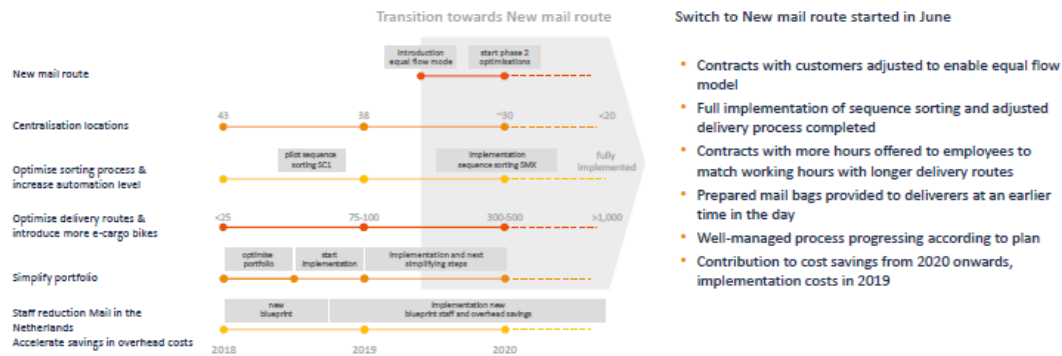 Transition towards New mail route
Switch to New mail route started in June
New mail route
Introduction
equal flow mode
start phase 2
optimisations
Centralisation locations
43
38
~30
<20
Optimise sorting process &
increase automation level
pilot sequence
sorting SC1
Implementation
sequence sorting SMX
fully
implemented
Optimise delivery routes &
introduce more e-cargo bikes
<25
75-100
300-500
>1,000
Simplify portfolio
optimise
portfolio
start
implementation
Implementation and next
simplifying steps
Staff reduction Mail in the
Netherlands
Accelerate savings in overhead costs
new
blueprint
Implementation new
blueprint staff and overhead savings
2018
2019
2020
• Contracts with customers adjusted to enable equal flow
model
• Full implementation of sequence sorting and adjusted
delivery process completed
• Contracts with more hours offered to employees to
match working hours with longer delivery routes
• Prepared mail bags provided to deliverers at an earlier
time in the day
• Well-managed process progressing according to plan
• Contribution to cost savings from 2020 onwards,
implementation costs in 2019